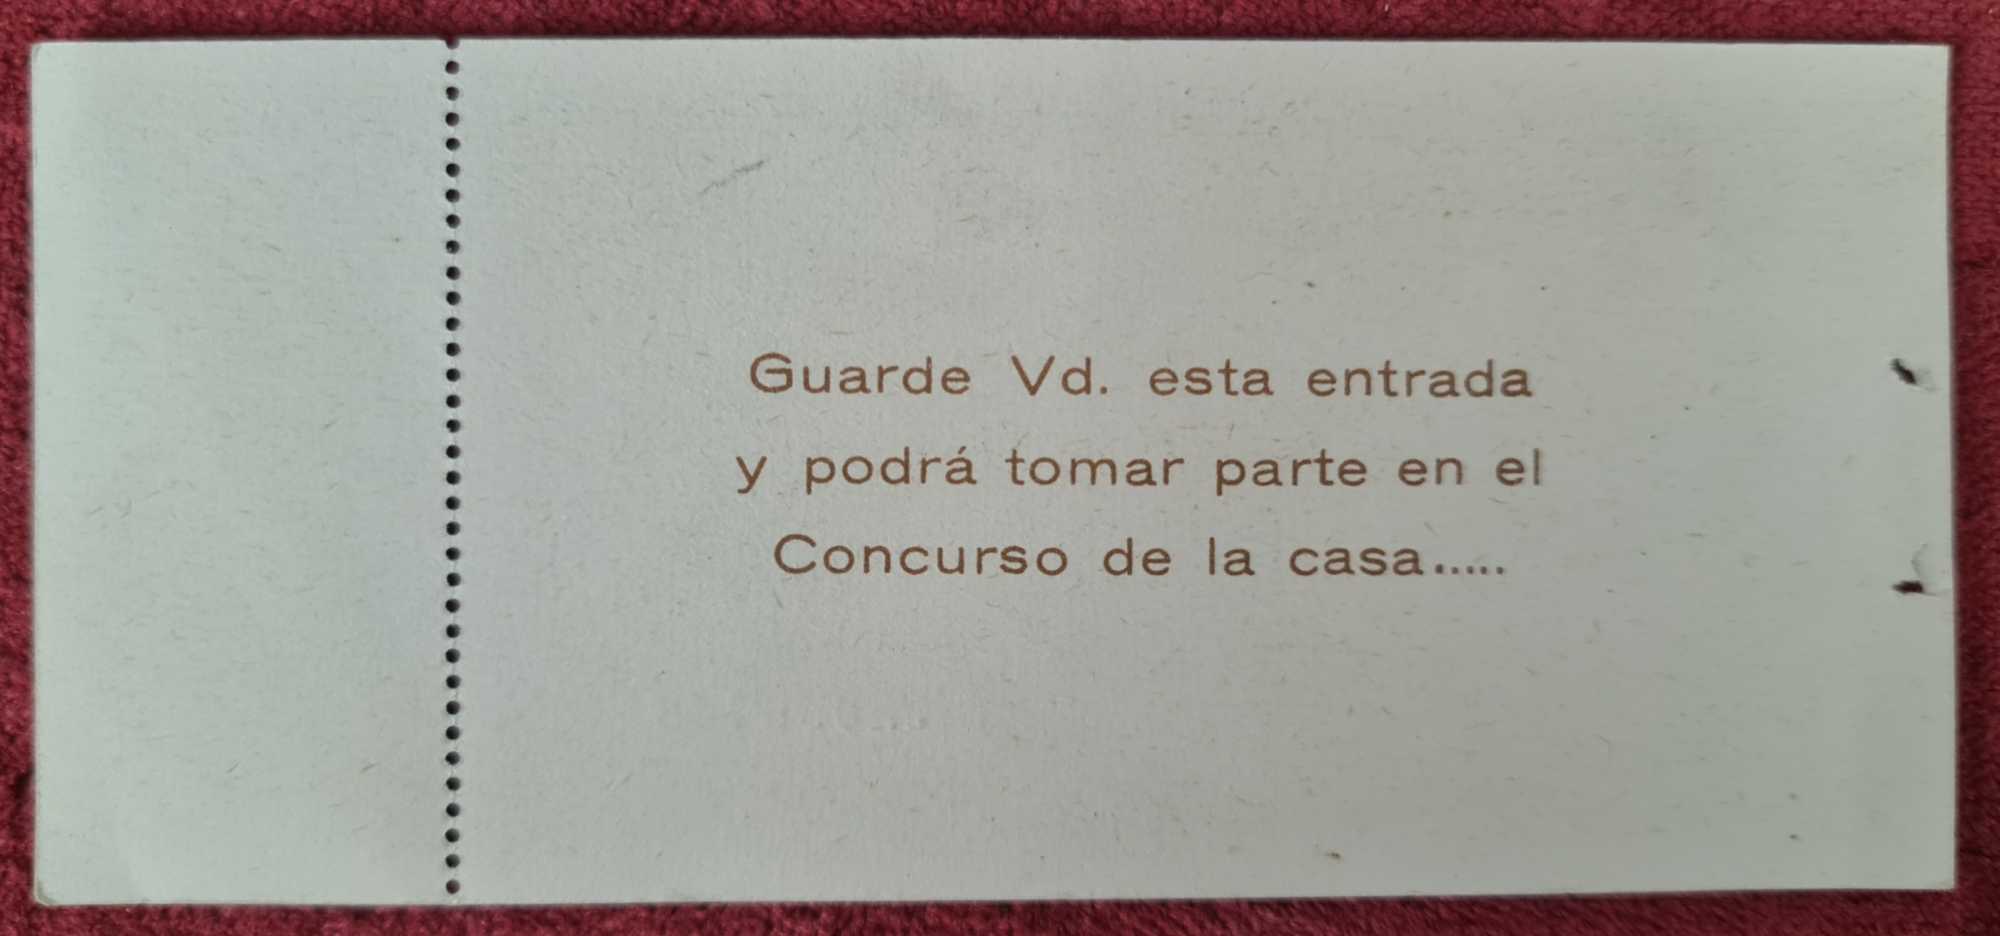 Guarde Vd. esta entrada
y podrá tomar parte en el
Concurso de la casa.....